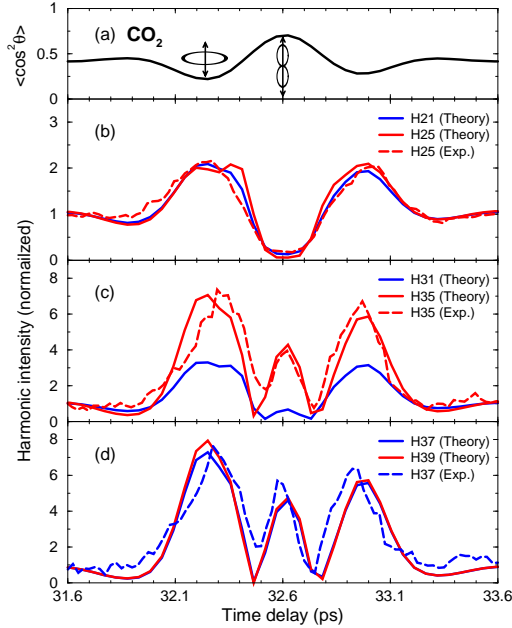 (a) CO₂
<cos²θ>
1
0.5
0
(b)
H21 (Theory)
H25 (Theory)
H25 (Exp.)
3
2
1
0
(c)
H31 (Theory)
H35 (Theory)
H35 (Exp.)
8
6
4
2
0
Harmonic intensity (normailzed)
(d)
H37 (Theory)
H39 (Theory)
H37 (Exp.)
8
6
4
2
0
31.6 32.1 32.6 33.1 33.6
Time delay (ps)